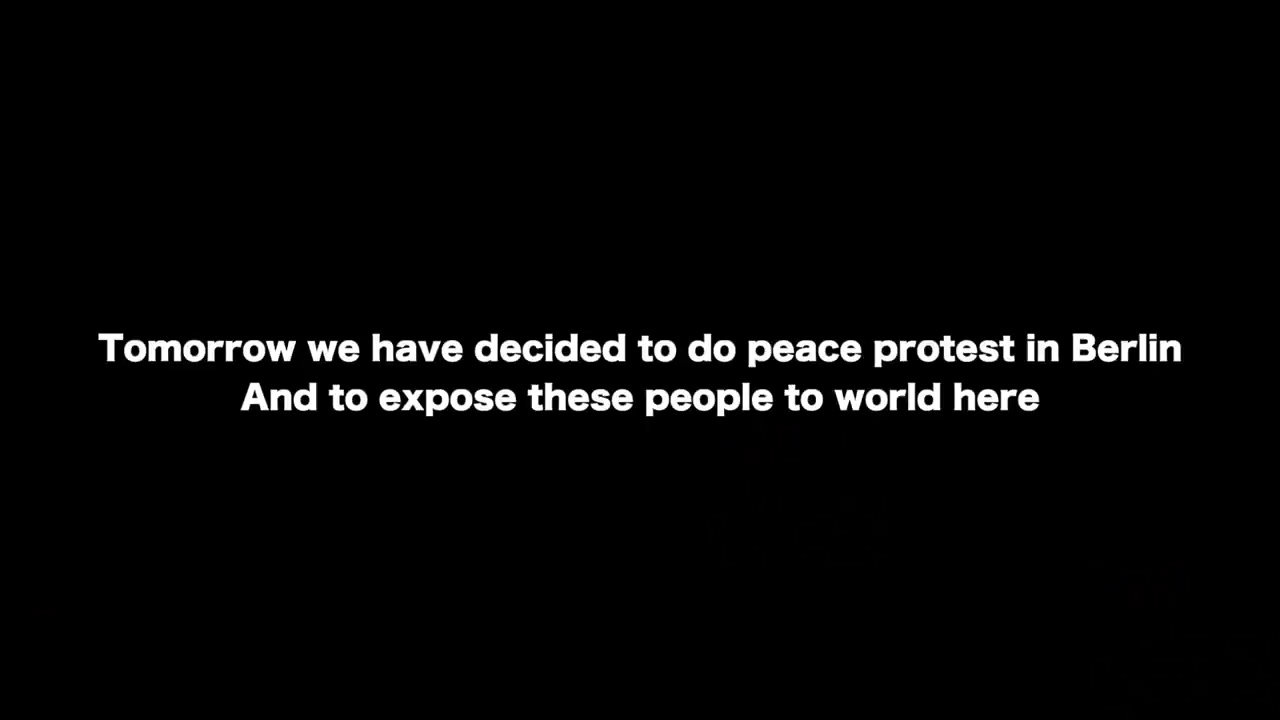 Tomorrow we have decided to do peace protest in Berlin
And to expose these people to world here